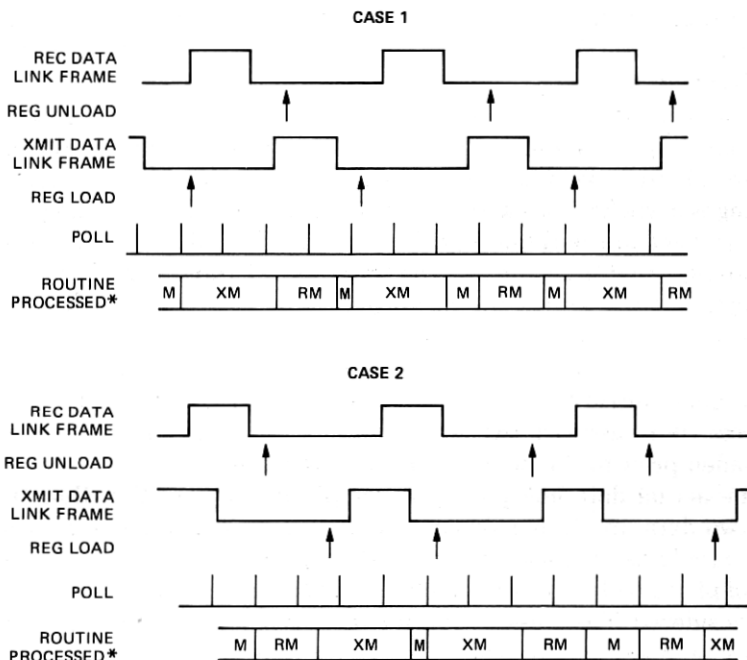 CASE 1
REC DATA
LINK FRAME
REG UNLOAD
XMIT DATA
LINK FRAME
REG LOAD
POLL
ROUTINE
PROCESSED*
M XM RM M XM M RM M XM RM
CASE 2
REC DATA
LINK FRAME
REG UNLOAD
XMIT DATA
LINK FRAME
REG LOAD
POLL
ROUTINE
PROCESSED*
M RM XM M XM RM M RM XM